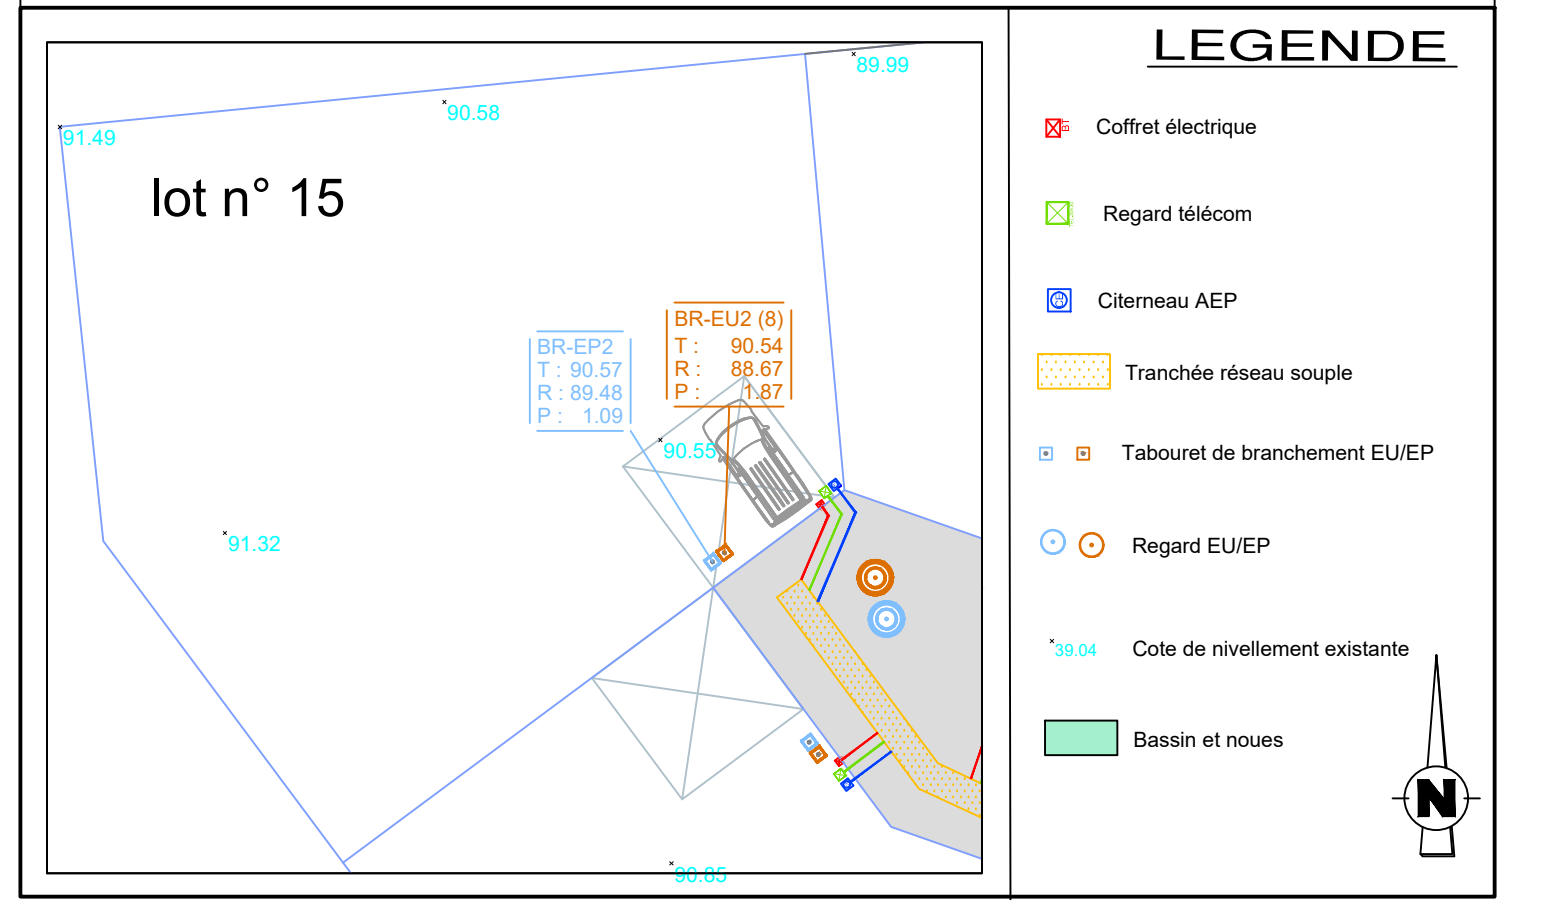 89.99
90.58
91.49
lot n° 15
BR-EU2 (8)
T : 90.54
R : 88.67
P : 1.87
BR-EP2
T : 90.57
R : 89.48
P : 1.09
90.55
91.32
90.85
LEGENDE
BT
Coffret électrique
Regard télécom
Citerneau AEP
Tranchée réseau souple
Tabouret de branchement EU/EP
Regard EU/EP
39.04
Cote de nivellement existante
Bassin et noues
N